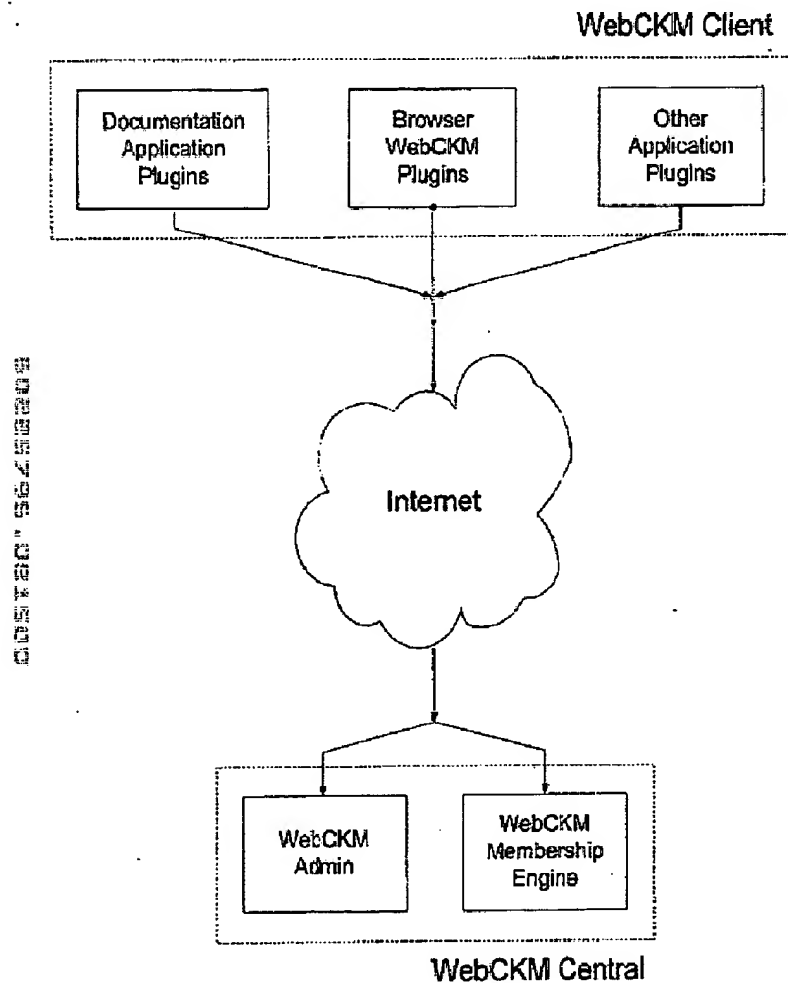 WebCKM Client
Documentation
Application
Plugins
Browser
WebCKM
Plugins
Other
Application
Plugins
Internet
WebCKM
Admin
WebCKM
Membership
Engine
WebCKM Central